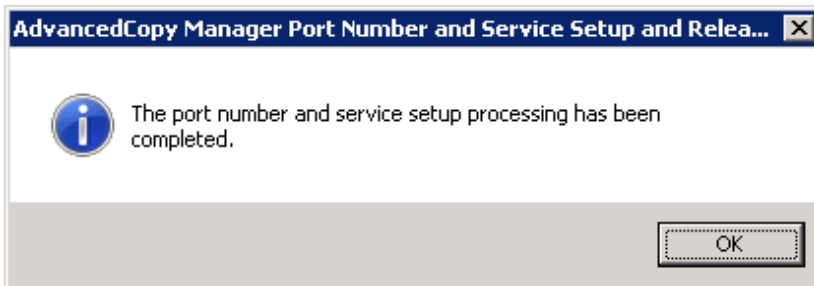 AdvancedCopy Manager Port Number and Service Setup and Relea...
The port number and service setup processing has been
completed.
OK